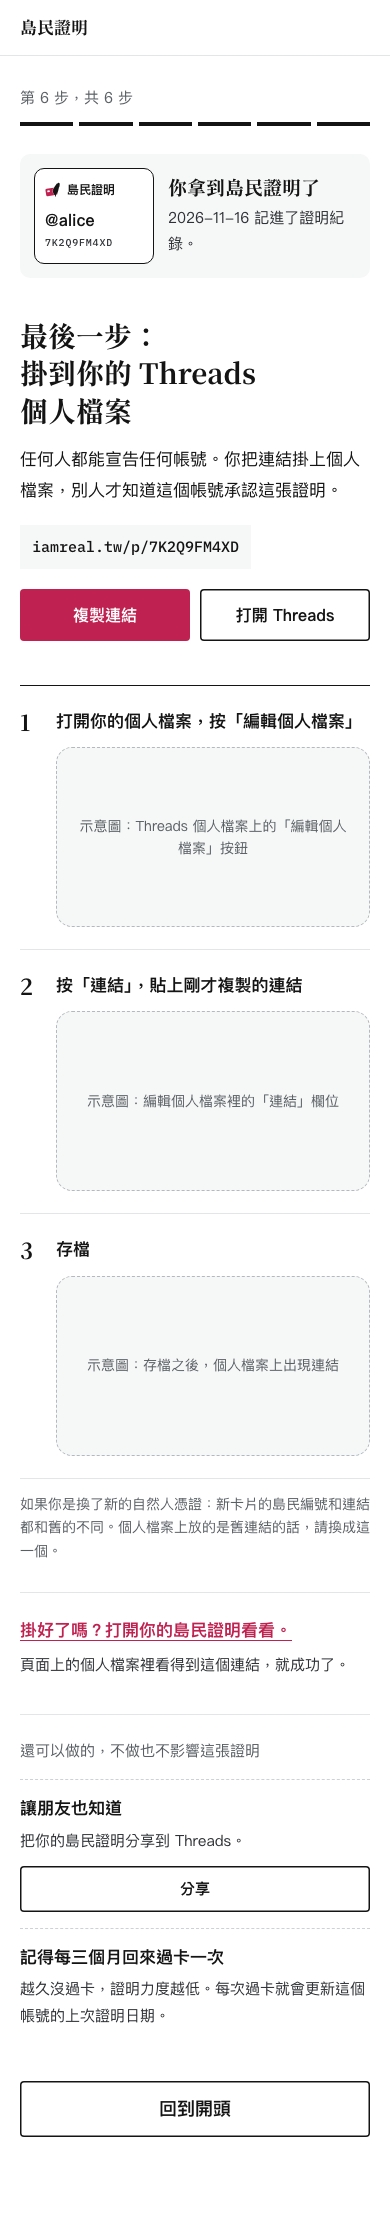 島民證明
第 6 步，共 6 步
島民證明
@alice
7K2Q9FM4XD
你拿到島民證明了
2026–11–16 記進了證明紀
錄。
最後一步：
掛到你的 Threads
個人檔案
任何人都能宣告任何帳號。你把連結掛上個人
檔案，別人才知道這個帳號承認這張證明。
iamreal.tw/p/7K2Q9FM4XD
複製連結
打開 Threads
1
打開你的個人檔案，按「編輯個人檔案」
示意圖：Threads 個人檔案上的「編輯個人
檔案」按鈕
2
按「連結」，貼上剛才複製的連結
示意圖：編輯個人檔案裡的「連結」欄位
3
存檔
示意圖：存檔之後，個人檔案上出現連結
如果你是換了新的自然人憑證：新卡片的島民編號和連結
都和舊的不同。個人檔案上放的是舊連結的話，請換成這
一個。
掛好了嗎？打開你的島民證明看看。
頁面上的個人檔案裡看得到這個連結，就成功了。
還可以做的，不做也不影響這張證明
讓朋友也知道
把你的島民證明分享到 Threads。
分享
記得每三個月回來過卡一次
越久沒過卡，證明力度越低。每次過卡就會更新這個
帳號的上次證明日期。
回到開頭